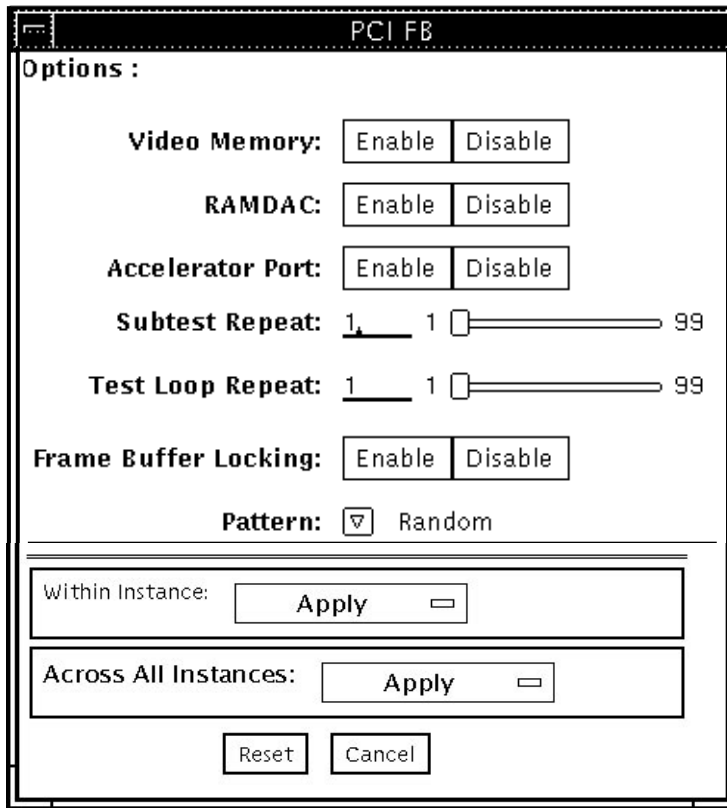 PCI FB
Options :
Video Memory: Enable Disable
RAMDAC: Enable Disable
Accelerator Port: Enable Disable
Subtest Repeat: 1 1 99
Test Loop Repeat: 1 1 99
Frame Buffer Locking: Enable Disable
Pattern: Random
Within Instance: Apply
Across All Instances: Apply
Reset Cancel